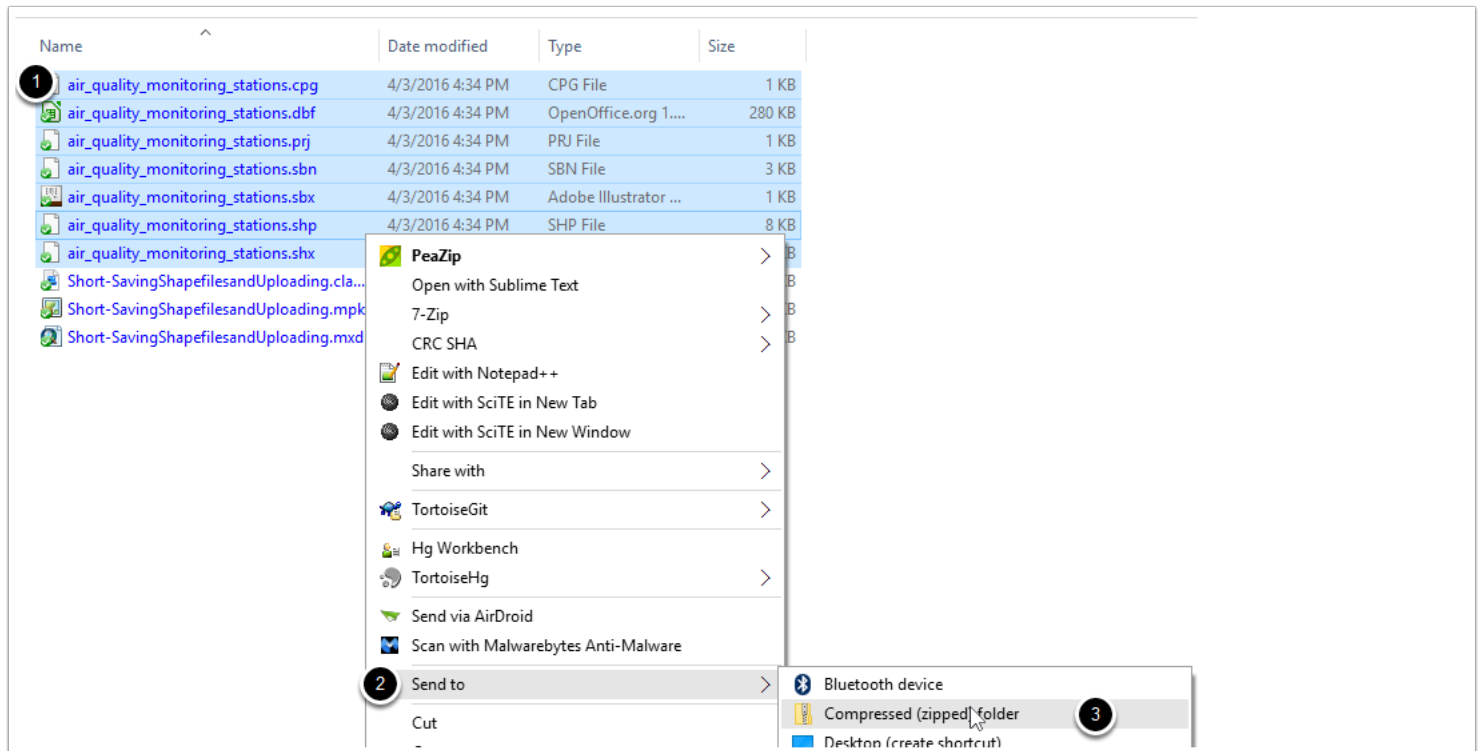 Name Date modified Type Size
1 air_quality_monitoring_stations.cpg 4/3/2016 4:34 PM CPG File 1 KB
air_quality_monitoring_stations.dbf 4/3/2016 4:34 PM OpenOffice.org 1.... 280 KB
air_quality_monitoring_stations.prj 4/3/2016 4:34 PM PRJ File 1 KB
air_quality_monitoring_stations.sbn 4/3/2016 4:34 PM SBN File 3 KB
air_quality_monitoring_stations.sbx 4/3/2016 4:34 PM Adobe Illustrator ... 1 KB
air_quality_monitoring_stations.shp 4/3/2016 4:34 PM SHP File 8 KB
air_quality_monitoring_stations.shx
Short-SavingShapefilesandUploading.cla...
Short-SavingShapefilesandUploading.mpk
Short-SavingShapefilesandUploading.mxd
PeaZip
Open with Sublime Text
7-Zip
CRC SHA
Edit with Notepad++
Edit with SciTE in New Tab
Edit with SciTE in New Window
Share with
TortoiseGit
Hg Workbench
TortoiseHg
Send via AirDroid
Scan with Malwarebytes Anti-Malware
2 Send to
Cut
Bluetooth device
Compressed (zipped) folder 3
Desktop (create shortcut)